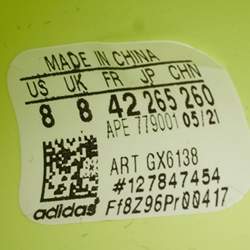 MADE IN CHINA
US UK FR JP CHN
8 8 42 265 260
APE 779001 05/21
ART GX6138
#127847454
adidas Ff8Z96Pr00417